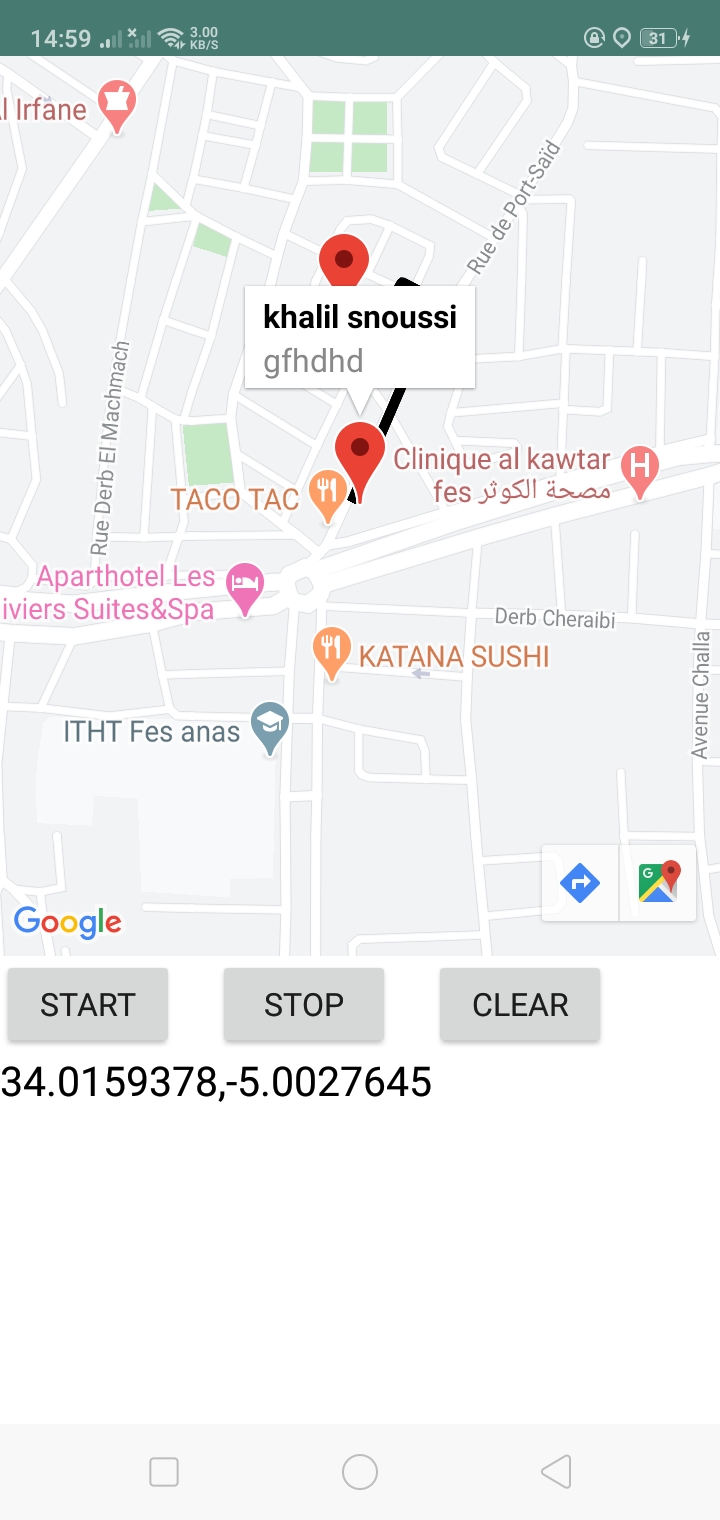 14:59
3.00
KB/S
31
l Irfane
Rue de Port-Saïd
khalil snoussi
gfhdhd
Rue Derb El Machmach
Clinique al kawtar
fes مصحة الكوثر
H
TACO TAC
Aparthotel Les
iviers Suites&Spa
Derb Cheraibi
KATANA SUSHI
Avenue Challa
ITHT Fes anas
G
Google
START
STOP
CLEAR
34.0159378,-5.0027645